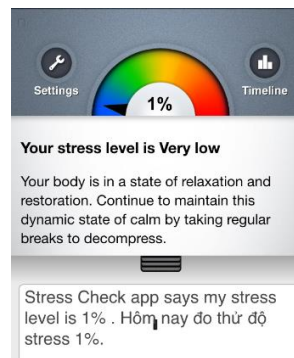 Settings
Timeline
1%
Your stress level is Very low
Your body is in a state of relaxation and
restoration. Continue to maintain this
dynamic state of calm by taking regular
breaks to decompress.
Stress Check app says my stress
level is 1% . Hôm nay đo thử độ
stress 1%.